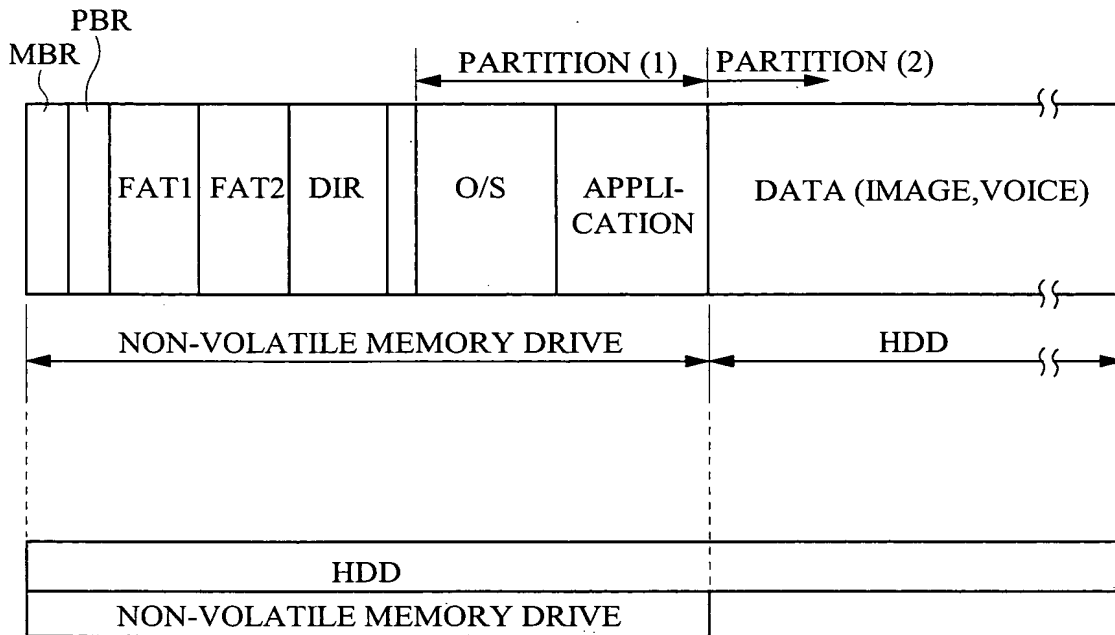 PBR
MBR
PARTITION (1)
PARTITION (2)
FAT1
FAT2
DIR
O/S
APPLI-
CATION
DATA (IMAGE,VOICE)
NON-VOLATILE MEMORY DRIVE
HDD
HDD
NON-VOLATILE MEMORY DRIVE